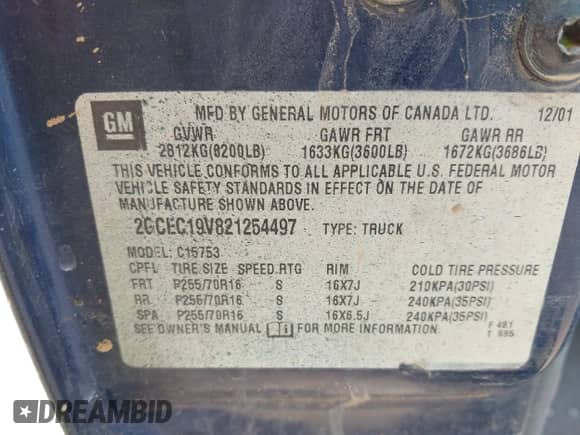 GM
MFD BY GENERAL MOTORS OF CANADA LTD. 12/01
GVWR GAWR FRT GAWR RR
2812KG(6200LB) 1633KG(3600LB) 1672KG(3686LB)
THIS VEHICLE CONFORMS TO ALL APPLICABLE U.S. FEDERAL MOTOR
VEHICLE SAFETY STANDARDS IN EFFECT ON THE DATE OF
MANUFACTURE SHOWN ABOVE.
2GCEC19V821254497 TYPE: TRUCK
MODEL: C15753
CPFL TIRE SIZE SPEED RTG RIM COLD TIRE PRESSURE
FRT P255/70R16 S 16X7J 210KPA(30PSI)
RR P255/70R16 S 16X7J 240KPA(35PSI)
SPA P255/70R16 S 16X6.5J 240KPA(35PSI)
SEE OWNER'S MANUAL FOR MORE INFORMATION.
F 481
T 695
DREAMBID